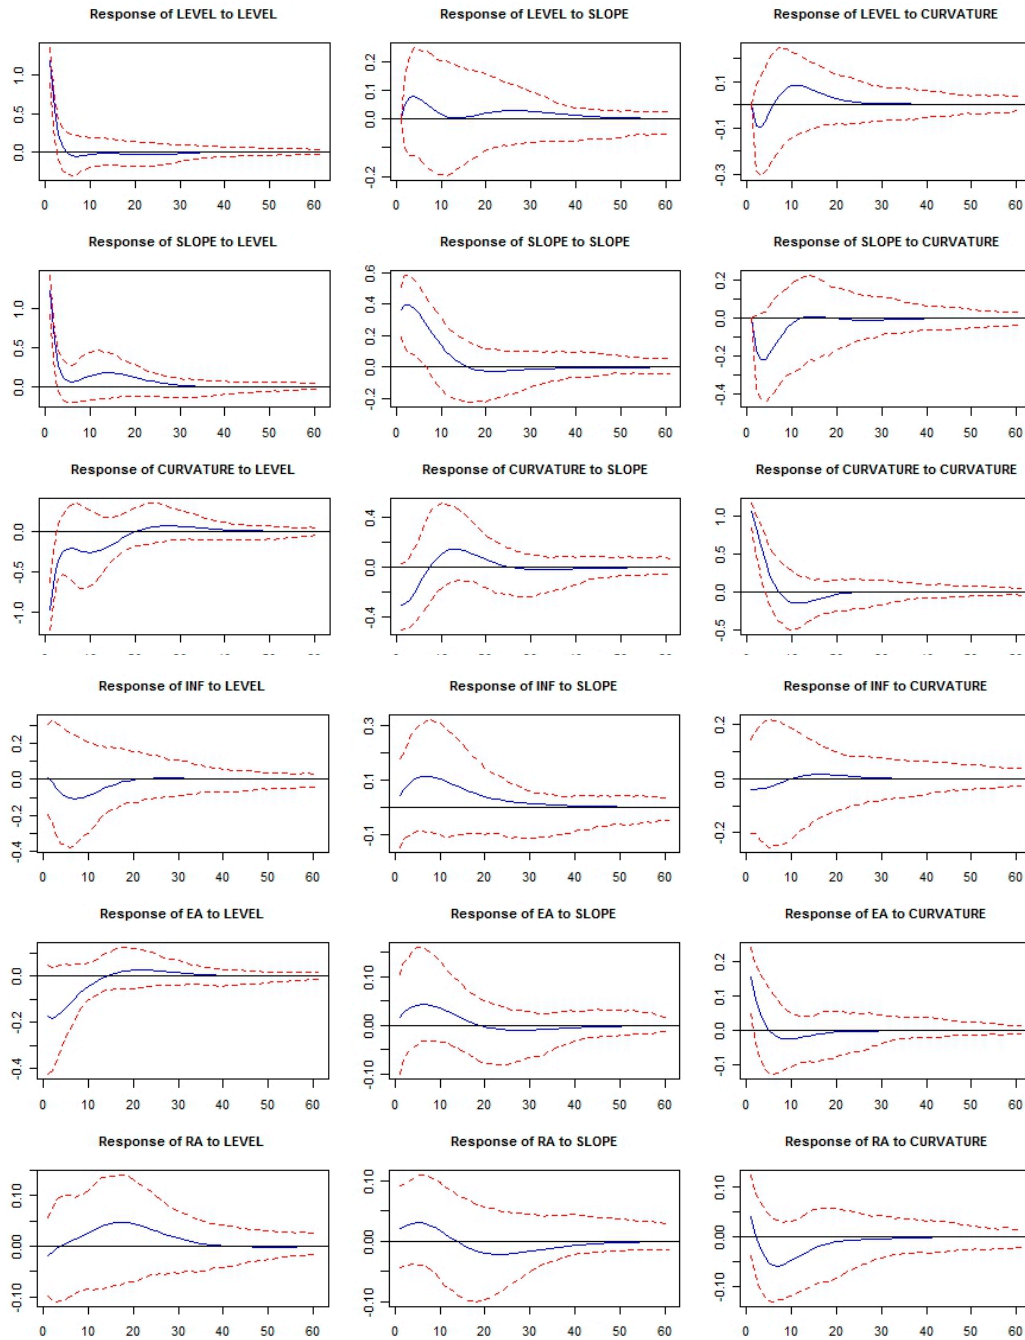 Response of LEVEL to LEVEL
Response of LEVEL to SLOPE
Response of LEVEL to CURVATURE
0.0 0.5 1.0
-0.2 0.0 0.2
-0.3 -0.1 0.1
0 10 20 30 40 50 60
0 10 20 30 40 50 60
0 10 20 30 40 50 60
Response of SLOPE to LEVEL
Response of SLOPE to SLOPE
Response of SLOPE to CURVATURE
0.0 0.5 1.0
-0.2 0.0 0.2 0.4 0.6
-0.4 -0.2 0.0 0.2
0 10 20 30 40 50 60
0 10 20 30 40 50 60
0 10 20 30 40 50 60
Response of CURVATURE to LEVEL
Response of CURVATURE to SLOPE
Response of CURVATURE to CURVATURE
-1.0 -0.5 0.0
-0.4 0.0 0.4
-0.5 0.0 0.5 1.0
Response of INF to LEVEL
Response of INF to SLOPE
Response of INF to CURVATURE
-0.4 -0.2 0.0 0.2
-0.1 0.1 0.3
-0.2 0.0 0.2
0 10 20 30 40 50 60
0 10 20 30 40 50 60
0 10 20 30 40 50 60
Response of EA to LEVEL
Response of EA to SLOPE
Response of EA to CURVATURE
-0.4 -0.2 0.0
-0.10 0.00 0.10
-0.1 0.0 0.1 0.2
0 10 20 30 40 50 60
0 10 20 30 40 50 60
0 10 20 30 40 50 60
Response of RA to LEVEL
Response of RA to SLOPE
Response of RA to CURVATURE
-0.10 0.00 0.10
-0.10 0.00 0.10
-0.10 0.00 0.10
0 10 20 30 40 50 60
0 10 20 30 40 50 60
0 10 20 30 40 50 60